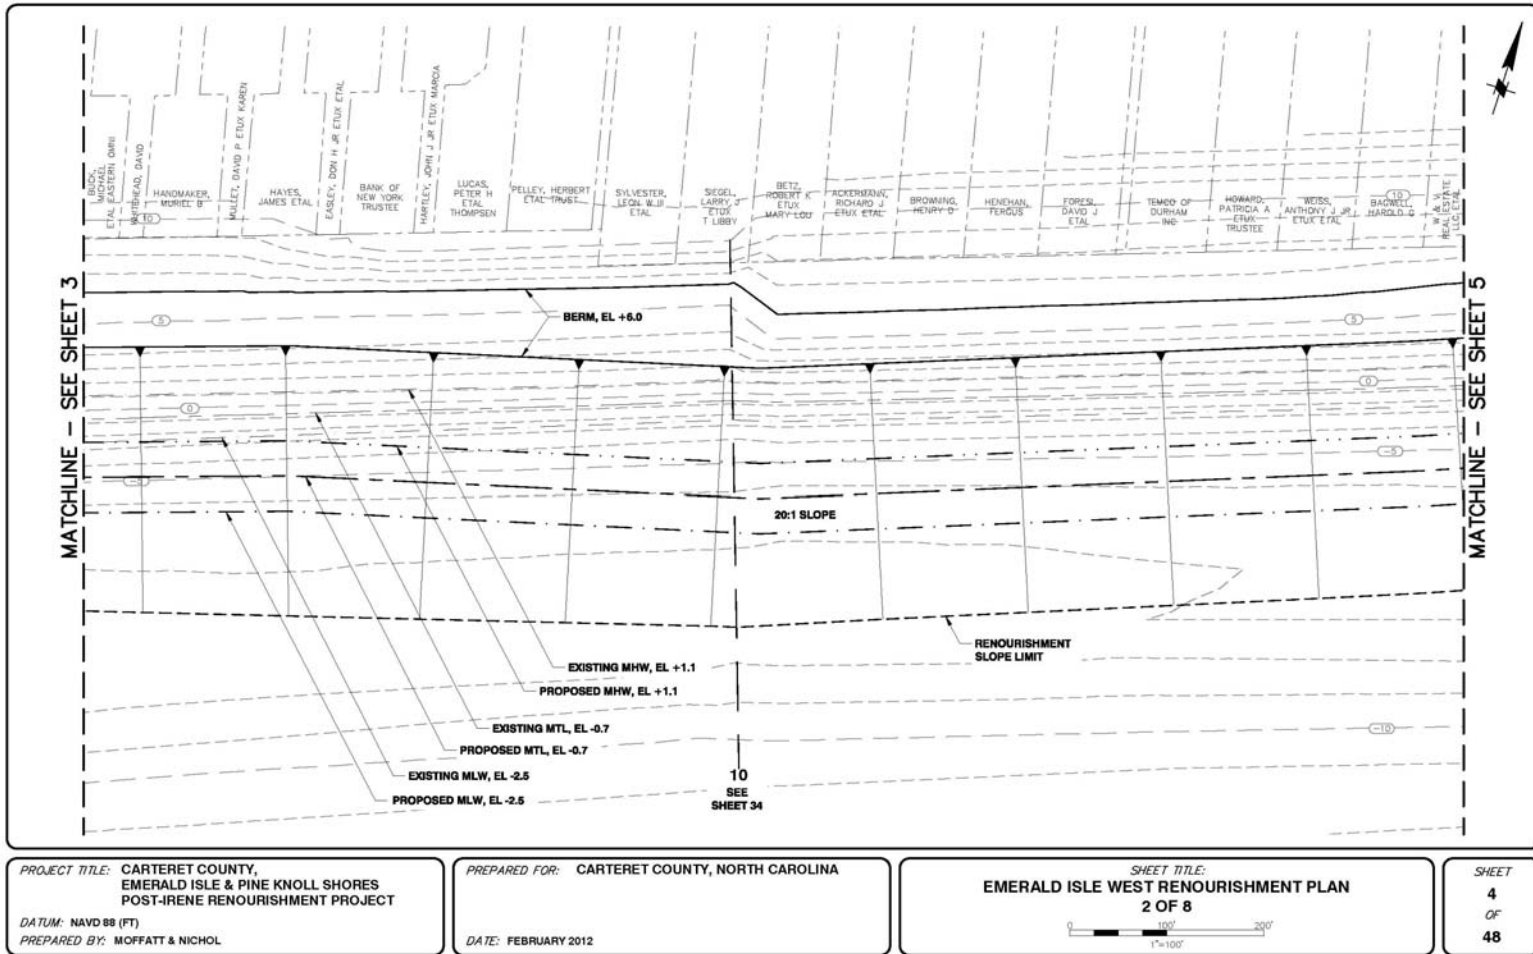 MATCHLINE – SEE SHEET 3
BUCK,
MICHAEL
ETAL EASTERN OMNI
WHITEHEAD, DAVID
HANDMAKER,
MURIEL B
MULLET, DAVID P ETUX KAREN
HAYES,
JAMES ETAL
EASLEY, DON H JR ETUX ETAL
BANK OF
NEW YORK
TRUSTEE
HARTLEY, JOHN J JR ETUX MARCIA
LUCAS,
PETER H
ETAL
THOMPSEN
PELLEY, HERBERT
ETAL TRUST
SYLVESTER,
LEON W III
ETAL
SIEGEL,
LARRY J
ETUX
T LIBBY
BETZ,
ROBERT K
ETUX
MARY LOU
ACKERMANN,
RICHARD J
ETUX ETAL
BROWNING,
HENRY D
HENEHAN,
FERGUS
FORESI,
DAVID J
ETAL
TEMCO OF
DURHAM
INC
HOWARD,
PATRICIA A
ETUX
TRUSTEE
WEISS,
ANTHONY J JR
ETUX ETAL
BAGWELL,
HAROLD G
W & V
REAL ESTATE
LLC ETAL
10
10
BERM, EL +6.0
5
5
0
0
-5
-5
20:1 SLOPE
RENOURISHMENT
SLOPE LIMIT
EXISTING MHW, EL +1.1
PROPOSED MHW, EL +1.1
EXISTING MTL, EL -0.7
PROPOSED MTL, EL -0.7
EXISTING MLW, EL -2.5
PROPOSED MLW, EL -2.5
-10
10
SEE
SHEET 34
MATCHLINE – SEE SHEET 5
PROJECT TITLE: CARTERET COUNTY,
EMERALD ISLE & PINE KNOLL SHORES
POST-IRENE RENOURISHMENT PROJECT
DATUM: NAVD 88 (FT)
PREPARED BY: MOFFATT & NICHOL
PREPARED FOR: CARTERET COUNTY, NORTH CAROLINA
DATE: FEBRUARY 2012
SHEET TITLE:
EMERALD ISLE WEST RENOURISHMENT PLAN
2 OF 8
0 100' 200'
1"=100'
SHEET
4
OF
48